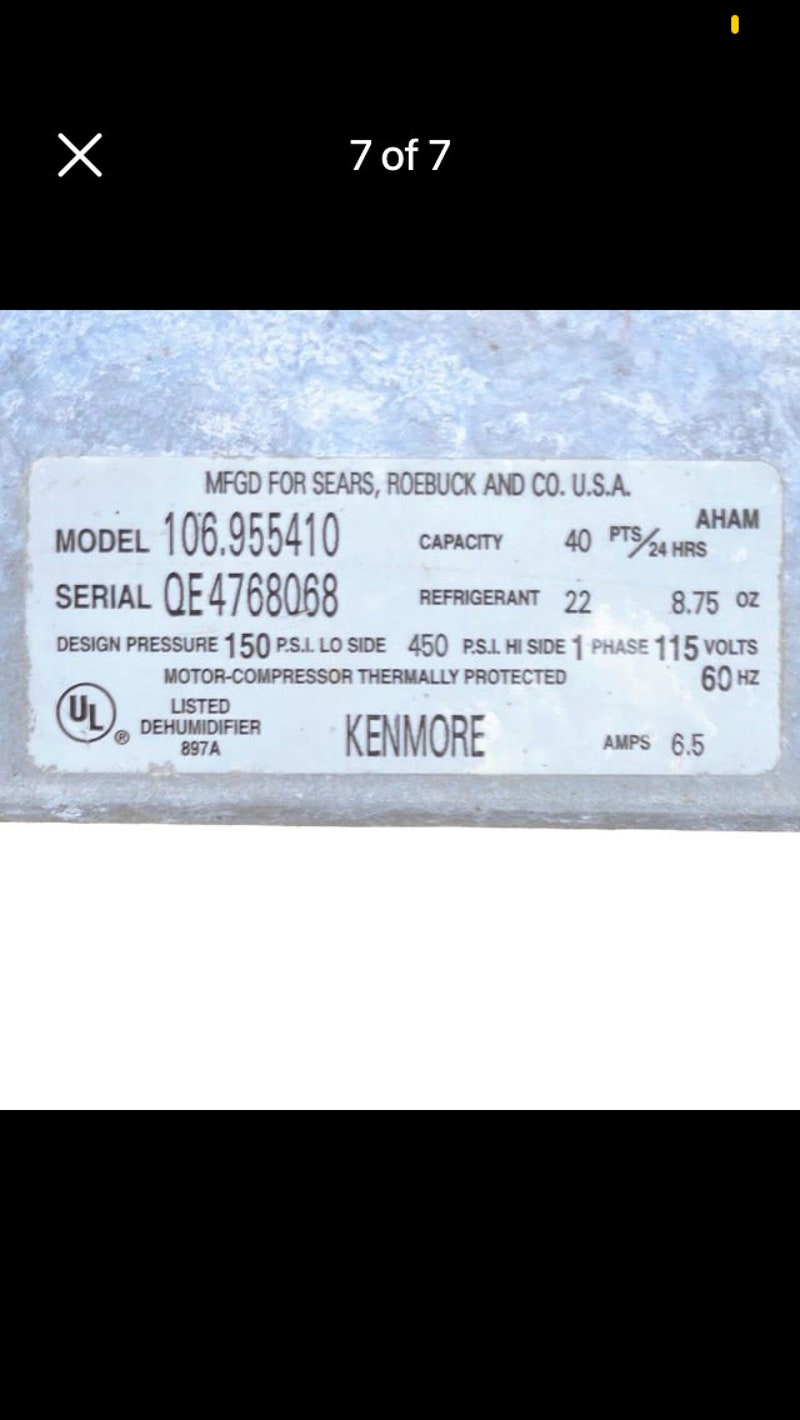 7 of 7
MFGD FOR SEARS, ROEBUCK AND CO. U.S.A.
MODEL 106.955410 CAPACITY 40 PTS/24 HRS AHAM
SERIAL QE4768068 REFRIGERANT 22 8.75 OZ
DESIGN PRESSURE 150 P.S.I. LO SIDE 450 P.S.I. HI SIDE 1 PHASE 115 VOLTS
MOTOR-COMPRESSOR THERMALLY PROTECTED 60 HZ
UL ® LISTED
DEHUMIDIFIER
897A
KENMORE
AMPS 6.5